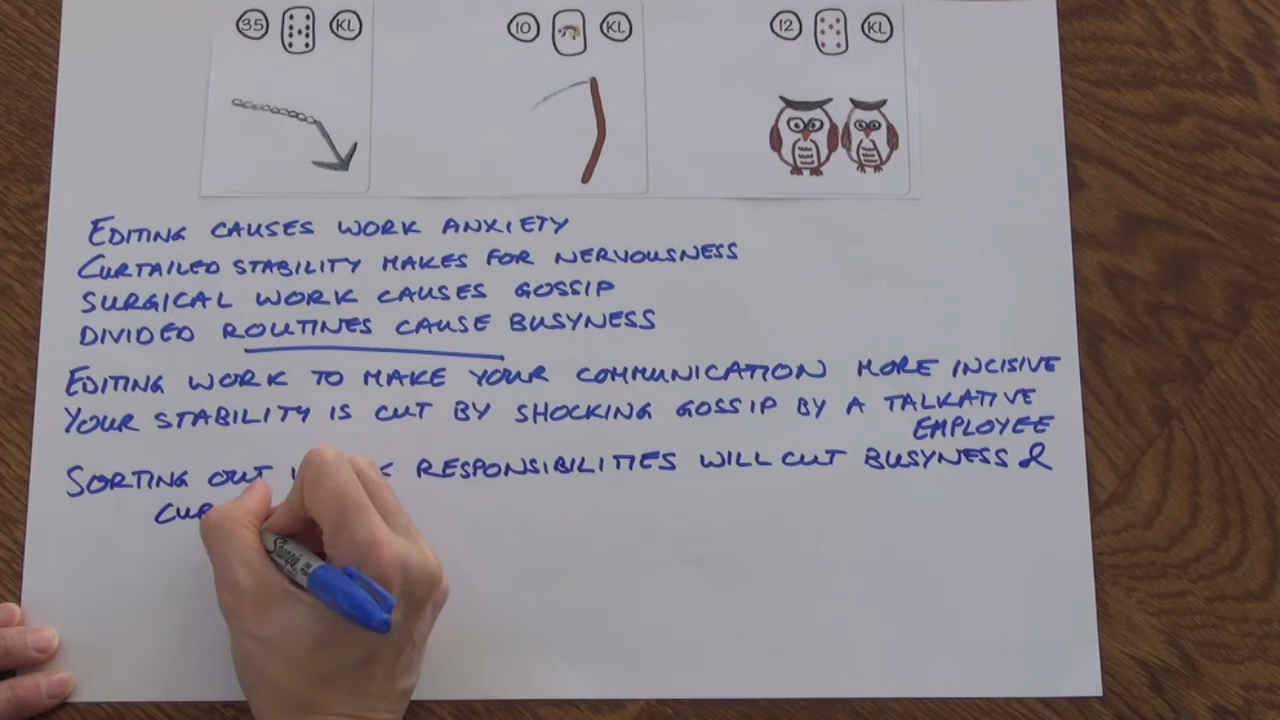 35 KL 10 KL 12 KL
EDITING CAUSES WORK ANXIETY
CURTAILED STABILITY MAKES FOR NERVOUSNESS
SURGICAL WORK CAUSES GOSSIP
DIVIDED ROUTINES CAUSE BUSYNESS
EDITING WORK TO MAKE YOUR COMMUNICATION MORE INCISIVE
YOUR STABILITY IS CUT BY SHOCKING GOSSIP BY A TALKATIVE
EMPLOYEE
SORTING OUT RESPONSIBILITIES WILL CUT BUSYNESS &
Sharpie